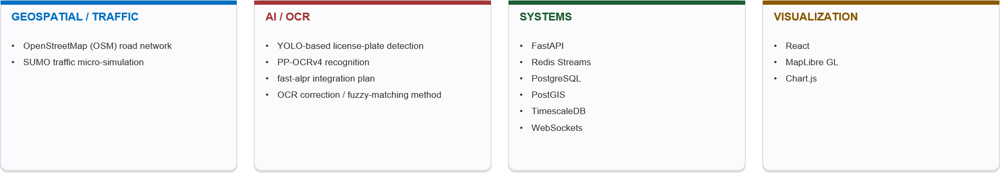 GEOSPATIAL / TRAFFIC
• OpenStreetMap (OSM) road network
• SUMO traffic micro-simulation
AI / OCR
• YOLO-based license-plate detection
• PP-OCRv4 recognition
• fast-alpr integration plan
• OCR correction / fuzzy-matching method
SYSTEMS
• FastAPI
• Redis Streams
• PostgreSQL
• PostGIS
• TimescaleDB
• WebSockets
VISUALIZATION
• React
• MapLibre GL
• Chart.js